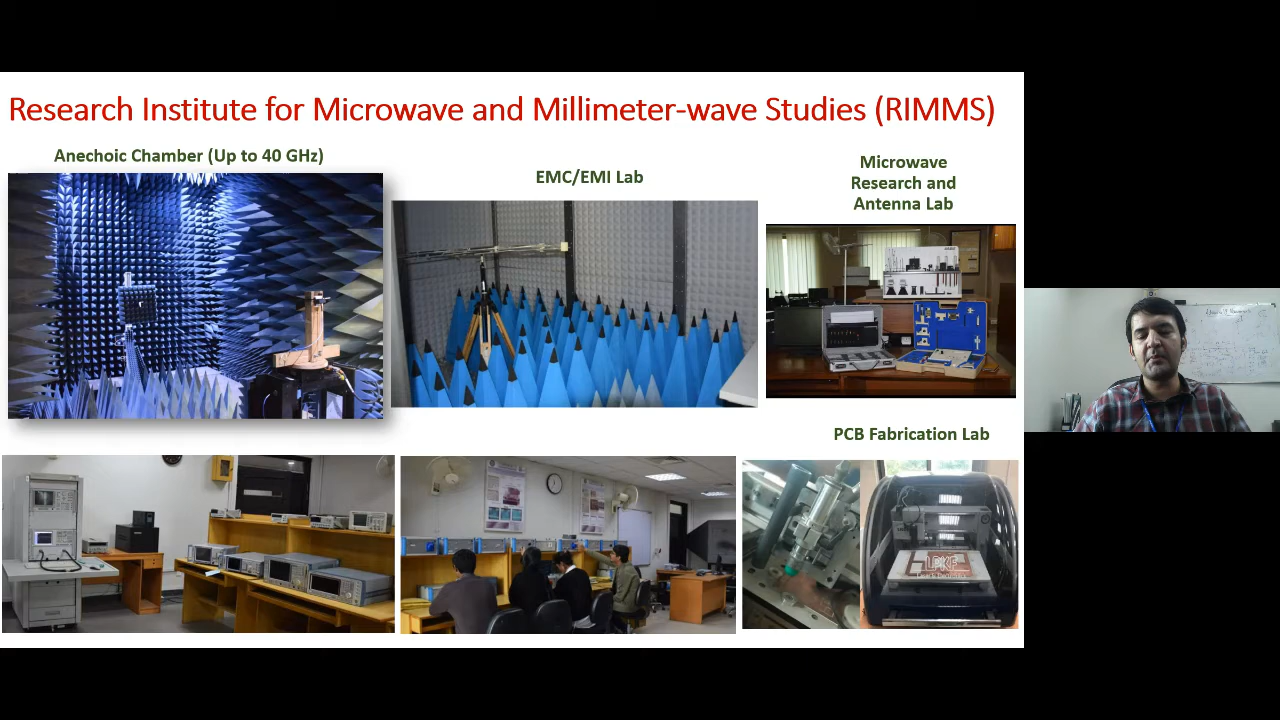 Research Institute for Microwave and Millimeter-wave Studies (RIMMS)
Anechoic Chamber (Up to 40 GHz)
EMC/EMI Lab
Microwave
Research and
Antenna Lab
PCB Fabrication Lab
LPKF